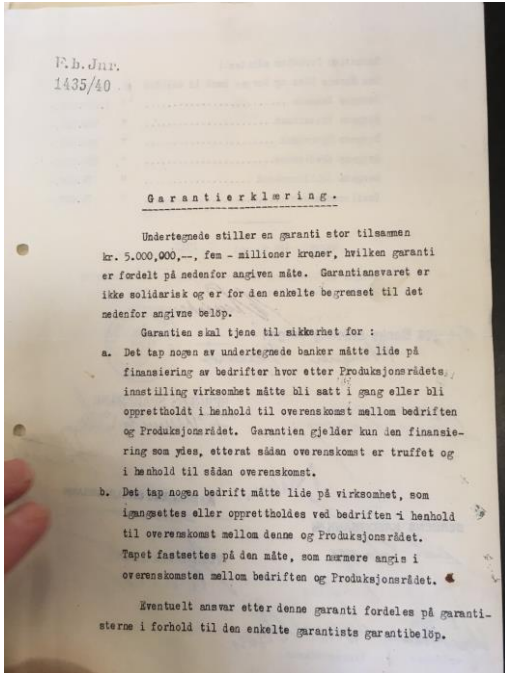 F.b. Jnr.
1435/40
Garantierklæring.
Undertegnede stiller en garanti stor tilsammen
kr. 5.000,000,--, fem - millioner kroner, hvilken garanti
er fordelt på nedenfor angiven måte. Garantiansvaret er
ikke solidarisk og er for den enkelte begrenset til det
nedenfor angivne belöp.
Garantien skal tjene til sikkerhet for :
a. Det tap nogen av undertegnede banker måtte lide på
finansiering av bedrifter hvor etter Produksjonsrådets
innstilling virksomhet måtte bli satt i gang eller bli
opprettholdt i henhold til overenskomst mellom bedriften
og Produksjonsrådet. Garantien gjelder kun den finansie-
ring som ydes, etterat sådan overenskomst er truffet og
i henhold til sådan overenskomst.
b. Det tap nogen bedrift måtte lide på virksomhet, som
igangsettes eller opprettholdes ved bedriften i henhold
til overenskomst mellom denne og Produksjonsrådet.
Tapet fastsettes på den måte, som nærmere angis i
overenskomsten mellom bedriften og Produksjonsrådet.
Eventuelt ansvar etter denne garanti fordeles på garanti-
sterne i forhold til den enkelte garantists garantibelöp.